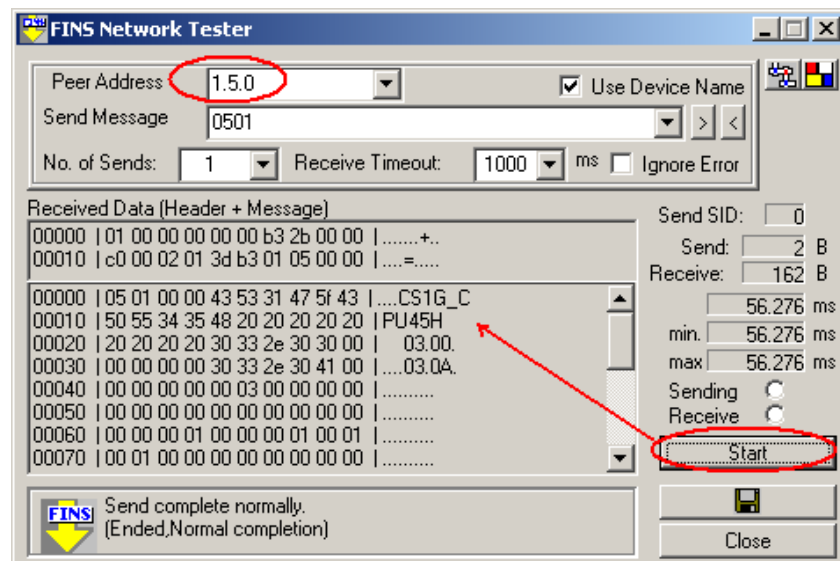 FINS Network Tester
Peer Address 1.5.0 Use Device Name
Send Message 0501 > <
No. of Sends: 1 Receive Timeout: 1000 ms Ignore Error
Received Data (Header + Message)
00000 | 01 00 00 00 00 00 b3 2b 00 00 |.......+..
00010 | c0 00 02 01 3d b3 01 05 00 00 |....=.....
00000 | 05 01 00 00 43 53 31 47 5f 43 |....CS1G_C
00010 | 50 55 34 35 48 20 20 20 20 20 |PU45H
00020 | 20 20 20 20 30 33 2e 30 30 00 | 03.00.
00030 | 00 00 00 00 30 33 2e 30 41 00 |....03.0A.
00040 | 00 00 00 00 00 03 00 00 00 00 |..........
00050 | 00 00 00 00 00 00 00 00 00 00 |..........
00060 | 00 00 00 01 00 00 00 01 00 01 |..........
00070 | 00 01 00 00 00 00 00 00 00 00 |..........
Send SID: 0
Send: 2 B
Receive: 162 B
56.276 ms
min. 56.276 ms
max 56.276 ms
Sending
Receive
Start
FINS
Send complete normally.
(Ended,Normal completion)
Close